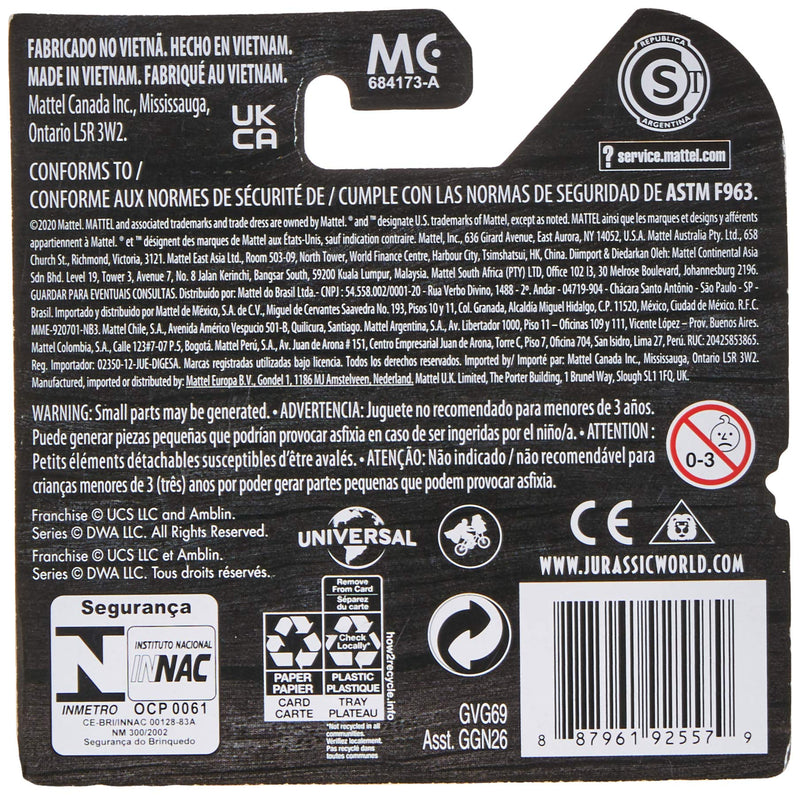 FABRICADO NO VIETNÃ. HECHO EN VIETNAM.
MADE IN VIETNAM. FABRIQUÉ AU VIETNAM.
Mattel Canada Inc., Mississauga,
Ontario L5R 3W2.
UK
CA
MC
684173-A
REPUBLICA
S T
ARGENTINA
? service.mattel.com
CONFORMS TO /
CONFORME AUX NORMES DE SÉCURITÉ DE / CUMPLE CON LAS NORMAS DE SEGURIDAD DE ASTM F963.
©2020 Mattel. MATTEL and associated trademarks and trade dress are owned by Mattel. ® and ™ designate U.S. trademarks of Mattel, except as noted. MATTEL ainsi que les marques et designs y afférents
appartiennent à Mattel. ® et ™ désignent des marques de Mattel aux États-Unis, sauf indication contraire. Mattel, Inc., 636 Girard Avenue, East Aurora, NY 14052, U.S.A. Mattel Australia Pty. Ltd., 658
Church St., Richmond, Victoria, 3121. Mattel East Asia Ltd., Room 503-09, North Tower, World Finance Centre, Harbour City, Tsimshatsui, HK, China. Diimport & Diedarkan Oleh: Mattel Continental Asia
Sdn Bhd. Level 19, Tower 3, Avenue 7, No. 8 Jalan Kerinchi, Bangsar South, 59200 Kuala Lumpur, Malaysia. Mattel South Africa (PTY) LTD, Office 102 I3, 30 Melrose Boulevard, Johannesburg 2196.
GUARDAR PARA EVENTUAIS CONSULTAS. Distribuido por: Mattel do Brasil Ltda.- CNPJ : 54.558.002/0001-20 - Rua Verbo Divino, 1488 - 2º. Andar - 04719-904 - Chácara Santo Antônio - São Paulo - SP -
Brasil. Importado y distribuido por: Mattel de México, S.A. de C.V., Miguel de Cervantes Saavedra No. 193, Pisos 10 y 11, Col. Granada, Alcaldía Miguel Hidalgo, C.P. 11520, México, Ciudad de México. R.F.C.
MME-920701-NB3. Mattel Chile, S.A., Avenida Américo Vespucio 501-B, Quilicura, Santiago. Mattel Argentina, S.A., Av. Libertador 1000, Piso 11 – Oficinas 109 y 111, Vicente López – Prov. Buenos Aires.
Mattel Colombia, S.A., Calle 123#7-07 P.5, Bogotá. Mattel Perú, S.A., Av. Juan de Arona # 151, Centro Empresarial Juan de Arona, Torre C, Piso 7, Oficina 704, San Isidro, Lima 27, Perú. RUC: 20425853865.
Reg. Importador: 02350-12-JUE-DIGESA. Marcas registradas utilizadas bajo licencia. Todos los derechos reservados. Imported by/ Importé par: Mattel Canada Inc., Mississauga, Ontario L5R 3W2.
Manufactured, imported or distributed by: Mattel Europa B.V., Gondel 1, 1186 MJ Amstelveen, Nederland. Mattel U.K. Limited, The Porter Building, 1 Brunel Way, Slough SL1 1FQ, UK.
WARNING: Small parts may be generated. • ADVERTENCIA: Juguete no recomendado para menores de 3 años.
Puede generar piezas pequeñas que podrían provocar asfixia en caso de ser ingeridas por el niño/a. • ATTENTION :
Petits éléments détachables susceptibles d'être avalés. • ATENÇÃO: Não indicado / não recomendável para
crianças menores de 3 (três) anos por poder gerar partes pequenas que podem provocar asfixia.
0-3
Franchise © UCS LLC and Amblin.
Series © DWA LLC. All Rights Reserved.
Franchise © UCS LLC et Amblin.
Series © DWA LLC. Tous droits réservés.
UNIVERSAL
CE
WWW.JURASSICWORLD.COM
Segurança
N
INMETRO
INSTITUTO NACIONAL
INNAC
OCP 0061
CE-BRI/INNAC 00128-83A
NM 300/2002
Segurança do Brinquedo
Remove
From Card
Séparez
du carte
Check
Locally*
PAPER
PAPIER
CARD
CARTE
PLASTIC
PLASTIQUE
TRAY
PLATEAU
*Not recycled in all
communities.
Vérifiez localement.
Pas recyclé dans
toutes les communes
how2recycle.info
GVG69
Asst. GGN26
8 87961 92557 9